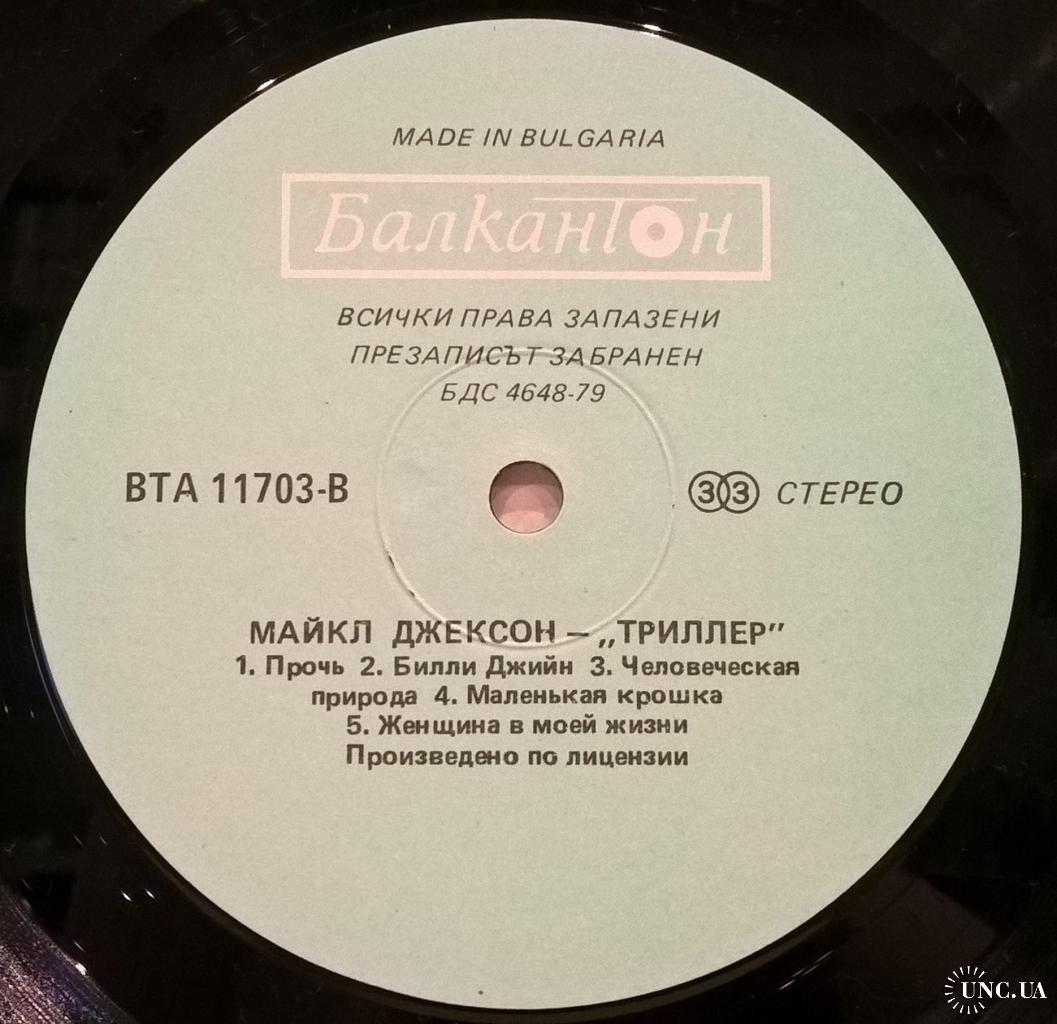 MADE IN BULGARIA
Балкантон
ВСИЧКИ ПРАВА ЗАПАЗЕНИ
ПРЕЗАПИСЪТ ЗАБРАНЕН
БДС 4648-79
ВТА 11703-В
33 СТЕРЕО
МАЙКЛ ДЖЕКСОН – „ТРИЛЛЕР”
1. Прочь 2. Билли Джийн 3. Человеческая
природа 4. Маленькая крошка
5. Женщина в моей жизни
Произведено по лицензии
UNC.UA